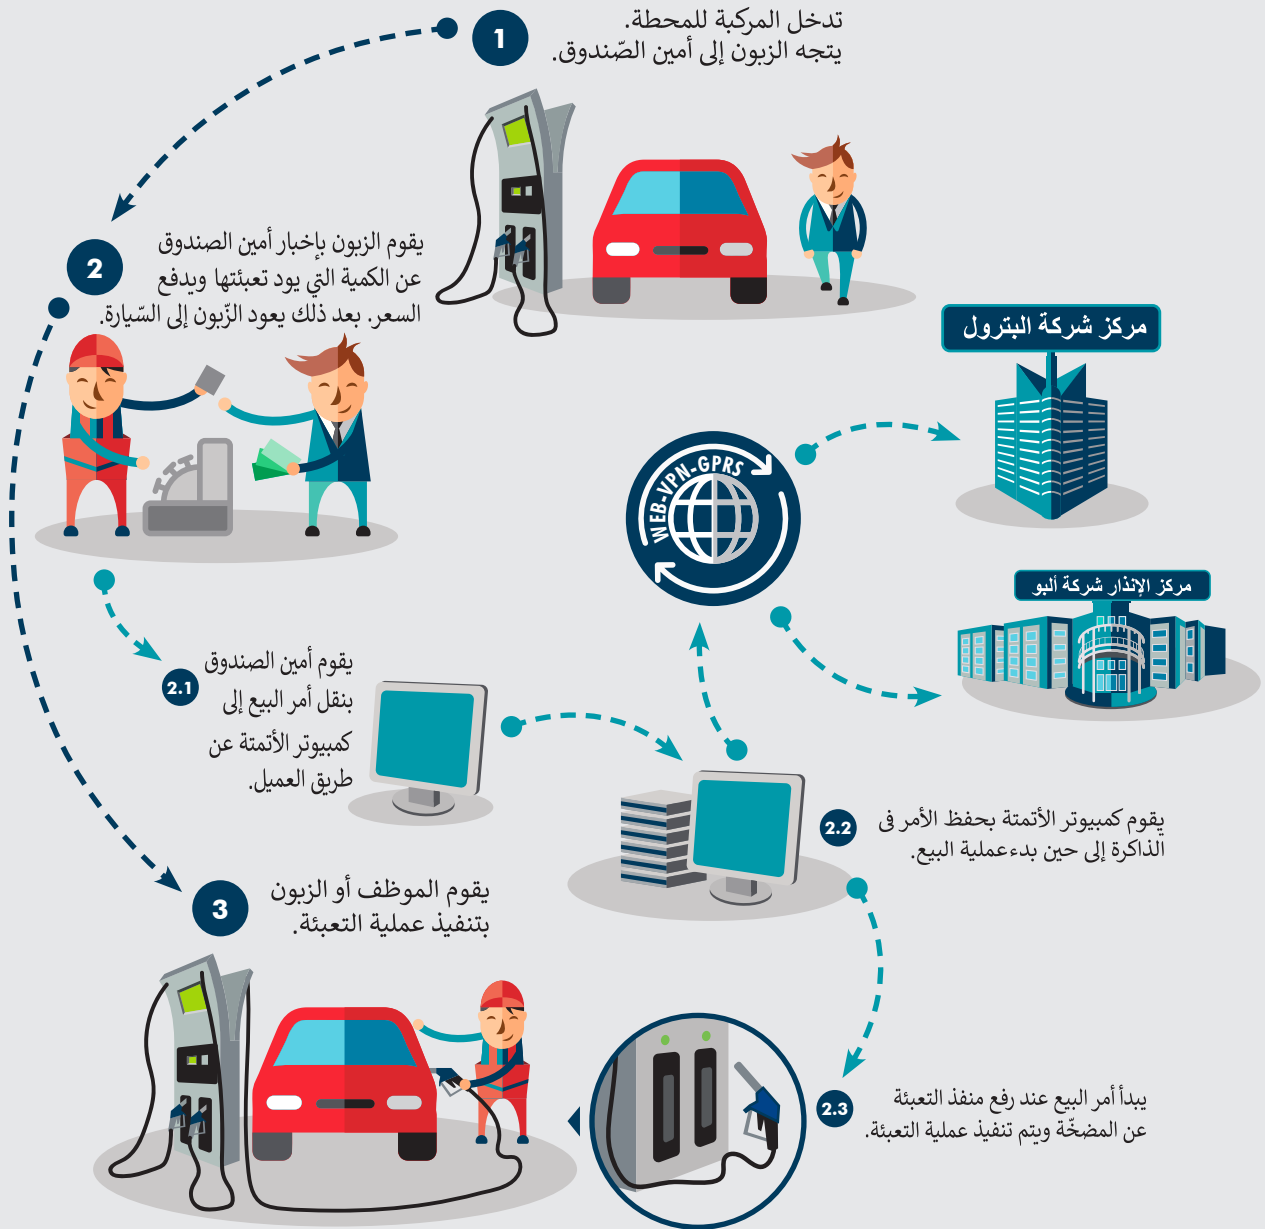 1
تدخل المركبة للمحطة.
يتجه الزبون إلى أمين الصّندوق.
2
يقوم الزبون بإخبار أمين الصندوق
عن الكمية التي يود تعبئتها ويدفع
السعر. بعد ذلك يعود الزّبون إلى السّيارة.
مركز شركة البترول
WEB-VPN-GPRS
مركز الإنذار شركة ألبو
2.1
يقوم أمين الصندوق
بنقل أمر البيع إلى
كمبيوتر الأتمتة عن
طريق العميل.
2.2
يقوم كمبيوتر الأتمتة بحفظ الأمر فى
الذاكرة إلى حين بدءعملية البيع.
3
يقوم الموظف أو الزبون
بتنفيذ عملية التعبئة.
2.3
يبدأ أمر البيع عند رفع منفذ التعبئة
عن المضخّة ويتم تنفيذ عملية التعبئة.